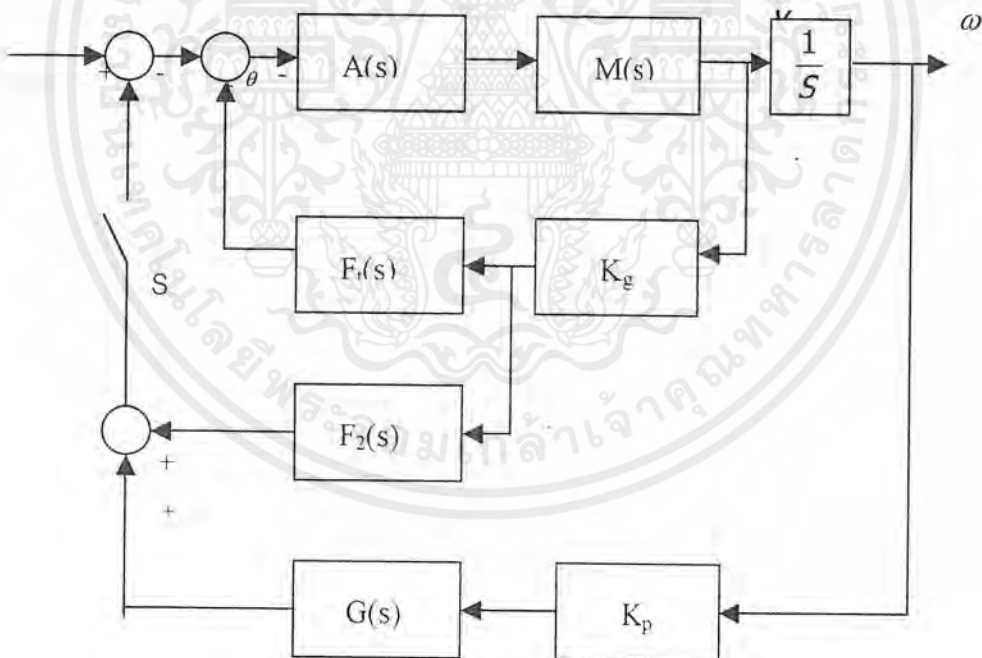 ω
A(s)
M(s)
1
S
+
-
θ
-
-
F₁(s)
K_g
S
F₂(s)
+
+
G(s)
K_p